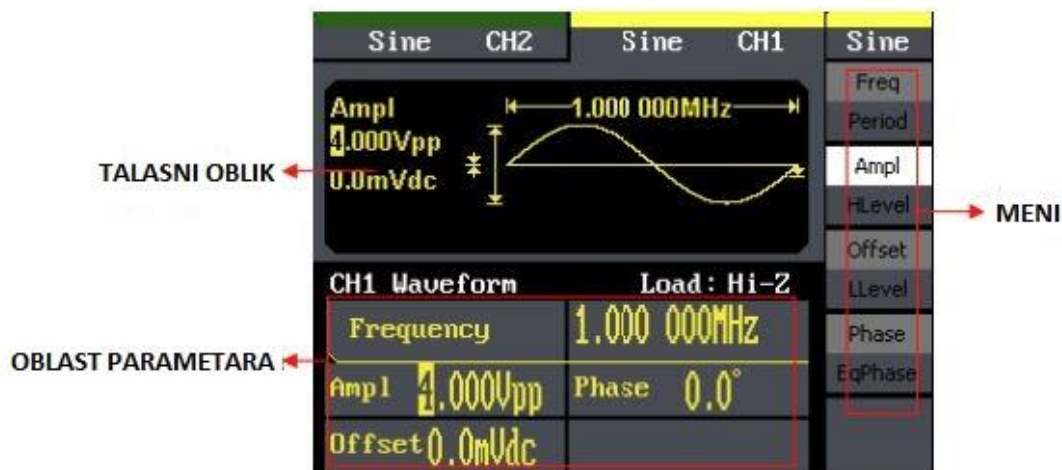 Sine CH2 Sine CH1 Sine
Ampl
4.000Vpp
0.0mVdc
1.000 000MHz
TALASNI OBLIK
Freq
Period
Ampl
HLevel
Offset
LLevel
Phase
EqPhase
MENI
CH1 Waveform Load: Hi-Z
Frequency 1.000 000MHz
OBLAST PARAMETARA
Ampl 4.000Vpp Phase 0.0°
Offset 0.0mVdc